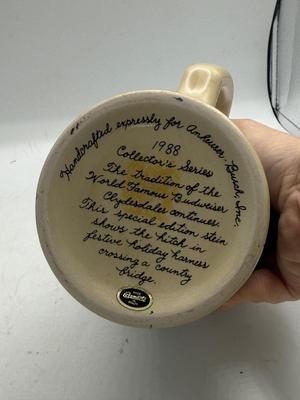 Handcrafted expressly for Anheuser-Busch, Inc.
1988
Collector's Series
The tradition of the
World Famous Budweiser
Clydesdales continues.
This special edition stein
shows the hitch in
festive holiday harness
crossing a country
bridge.
Ceramarte